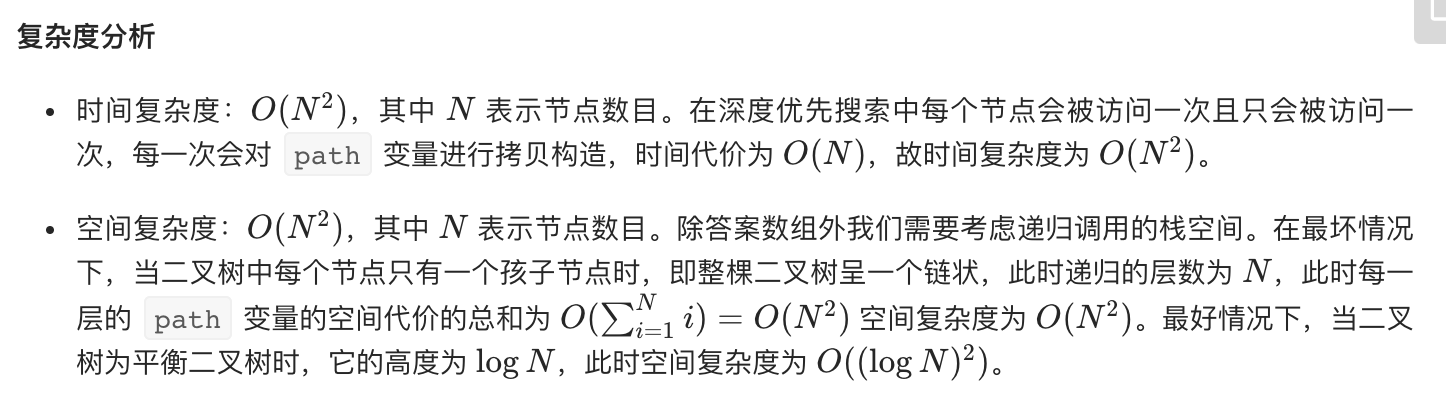 复杂度分析
• 时间复杂度：O(N²)，其中 N 表示节点数目。在深度优先搜索中每个节点会被访问一次且只会被访问一
次，每一次会对 path 变量进行拷贝构造，时间代价为 O(N)，故时间复杂度为 O(N²)。
• 空间复杂度：O(N²)，其中 N 表示节点数目。除答案数组外我们需要考虑递归调用的栈空间。在最坏情况
下，当二叉树中每个节点只有一个孩子节点时，即整棵二叉树呈一个链状，此时递归的层数为 N，此时每一
层的 path 变量的空间代价的总和为 O(∑_{i=1}^{N} i) = O(N²) 空间复杂度为 O(N²)。最好情况下，当二叉
树为平衡二叉树时，它的高度为 log N，此时空间复杂度为 O((log N)²)。